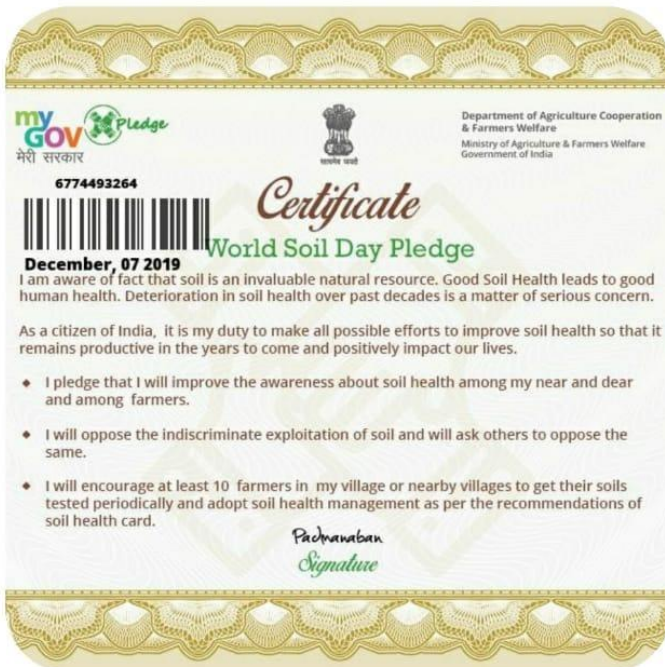 my
GOV
मेरी सरकार
Pledge
सत्यमेव जयते
Department of Agriculture Cooperation
& Farmers Welfare
Ministry of Agriculture & Farmers Welfare
Government of India
6774493264
December, 07 2019
Certificate
World Soil Day Pledge
I am aware of fact that soil is an invaluable natural resource. Good Soil Health leads to good
human health. Deterioration in soil health over past decades is a matter of serious concern.
As a citizen of India, it is my duty to make all possible efforts to improve soil health so that it
remains productive in the years to come and positively impact our lives.
◆ I pledge that I will improve the awareness about soil health among my near and dear
and among farmers.
◆ I will oppose the indiscriminate exploitation of soil and will ask others to oppose the
same.
◆ I will encourage at least 10 farmers in my village or nearby villages to get their soils
tested periodically and adopt soil health management as per the recommendations of
soil health card.
Padmanaban
Signature